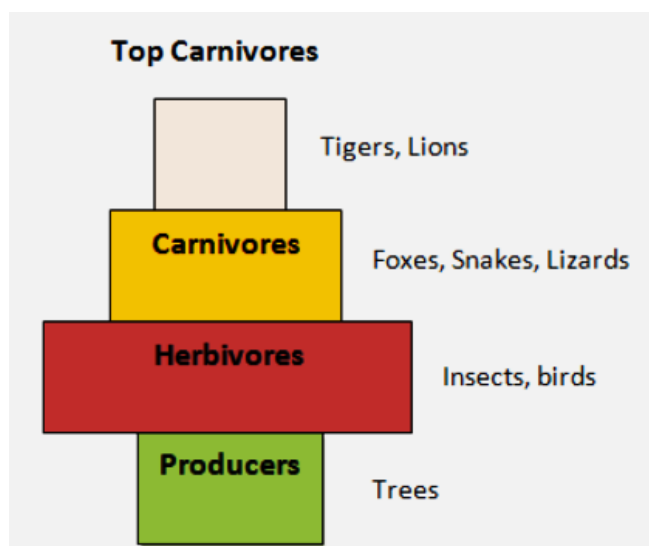 Top Carnivores
Tigers, Lions
Carnivores
Foxes, Snakes, Lizards
Herbivores
Insects, birds
Producers
Trees